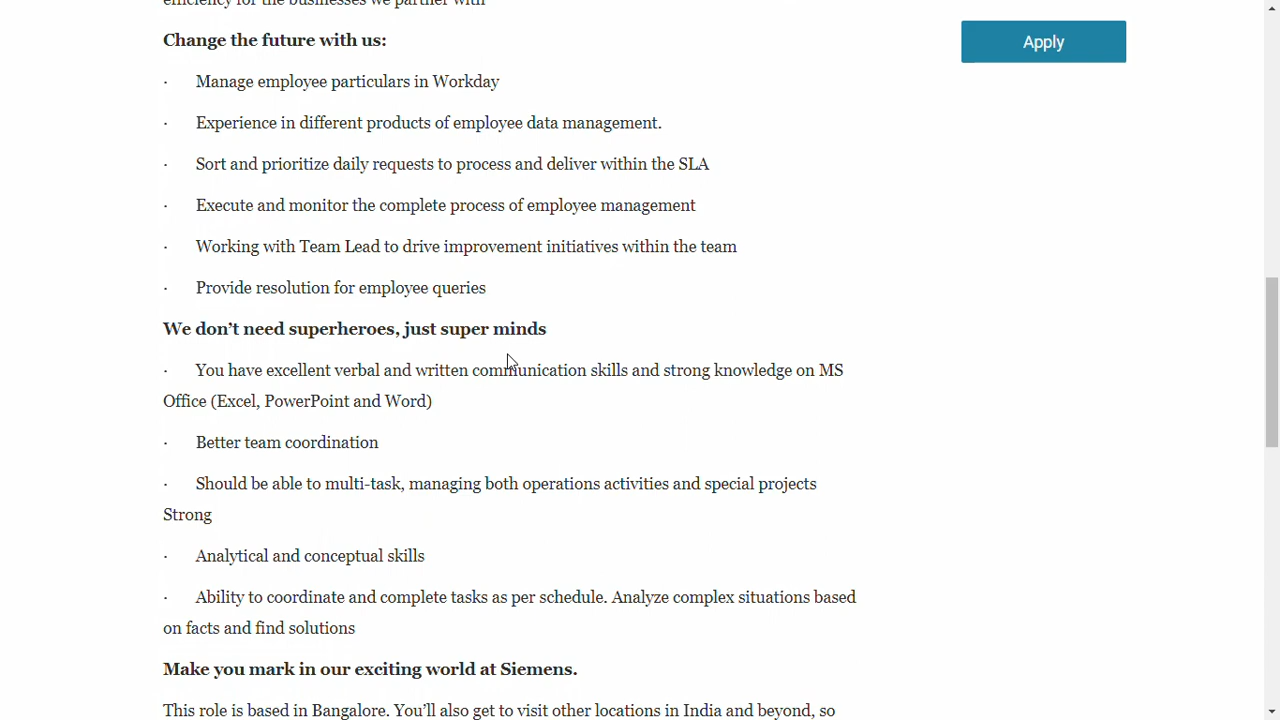 efficiency for the businesses we partner with
Change the future with us:
Apply
· Manage employee particulars in Workday
· Experience in different products of employee data management.
· Sort and prioritize daily requests to process and deliver within the SLA
· Execute and monitor the complete process of employee management
· Working with Team Lead to drive improvement initiatives within the team
· Provide resolution for employee queries
We don’t need superheroes, just super minds
· You have excellent verbal and written communication skills and strong knowledge on MS
Office (Excel, PowerPoint and Word)
· Better team coordination
· Should be able to multi-task, managing both operations activities and special projects
Strong
· Analytical and conceptual skills
· Ability to coordinate and complete tasks as per schedule. Analyze complex situations based
on facts and find solutions
Make you mark in our exciting world at Siemens.
This role is based in Bangalore. You’ll also get to visit other locations in India and beyond, so